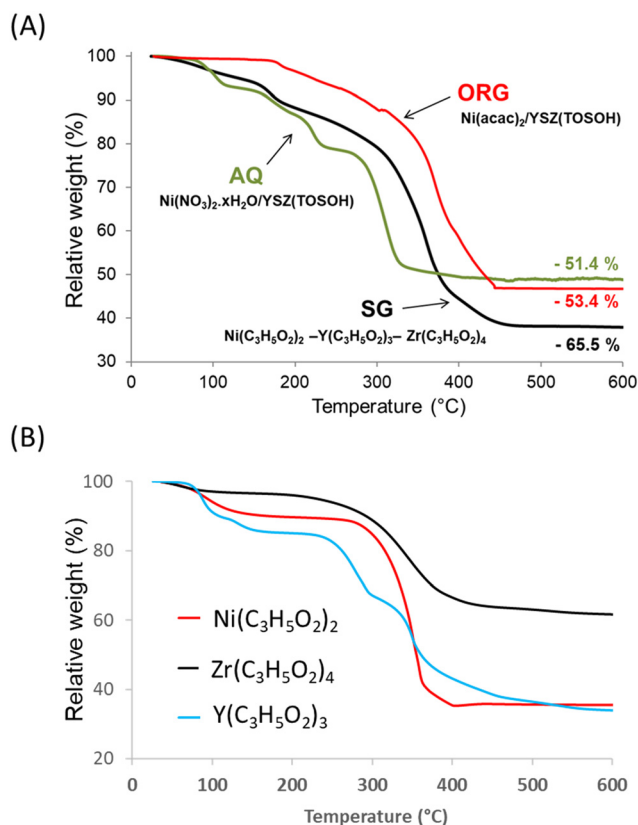 (A)
Relative weight (%)
100
90
80
70
60
50
40
30
ORG
Ni(acac)₂/YSZ(TOSOH)
AQ
Ni(NO₃)₂.xH₂O/YSZ(TOSOH)
SG
Ni(C₃H₅O₂)₂ –Y(C₃H₅O₂)₃– Zr(C₃H₅O₂)₄
- 51.4 %
- 53.4 %
- 65.5 %
0 100 200 300 400 500 600
Temperature (°C)
(B)
Relative weight (%)
100
80
60
40
20
Ni(C₃H₅O₂)₂
Zr(C₃H₅O₂)₄
Y(C₃H₅O₂)₃
0 100 200 300 400 500 600
Temperature (°C)